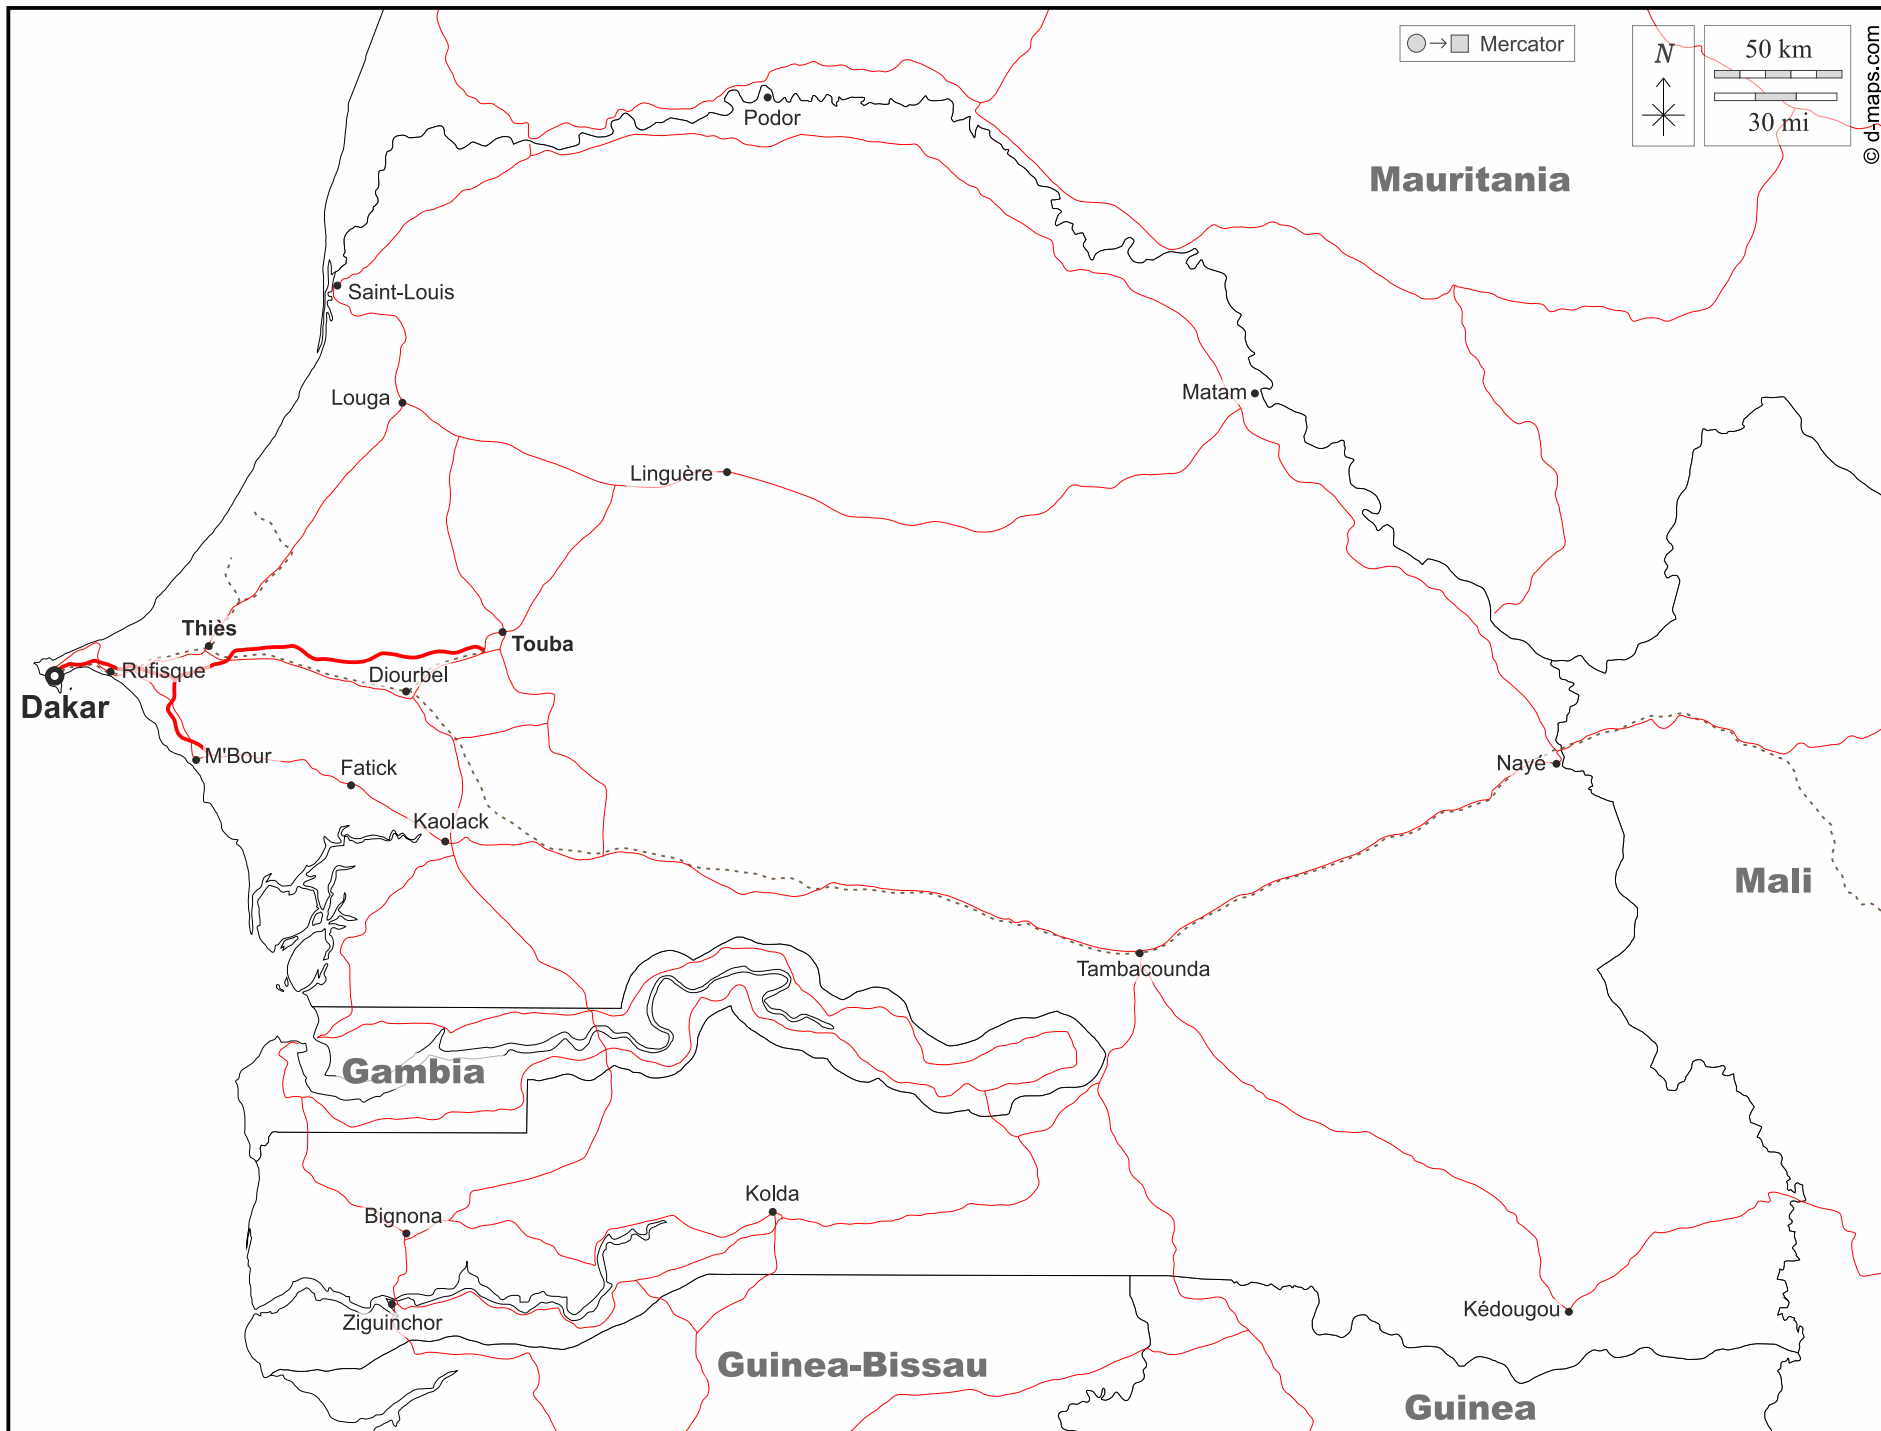 Mercator
N
50 km
30 mi
© d-maps.com
Podor
Mauritania
Saint-Louis
Louga
Matam
Linguère
Thiès
Touba
Rufisque
Diourbel
Dakar
M'Bour
Fatick
Nayé
Kaolack
Mali
Tambacounda
Gambia
Kolda
Bignona
Kédougou
Ziguinchor
Guinea-Bissau
Guinea